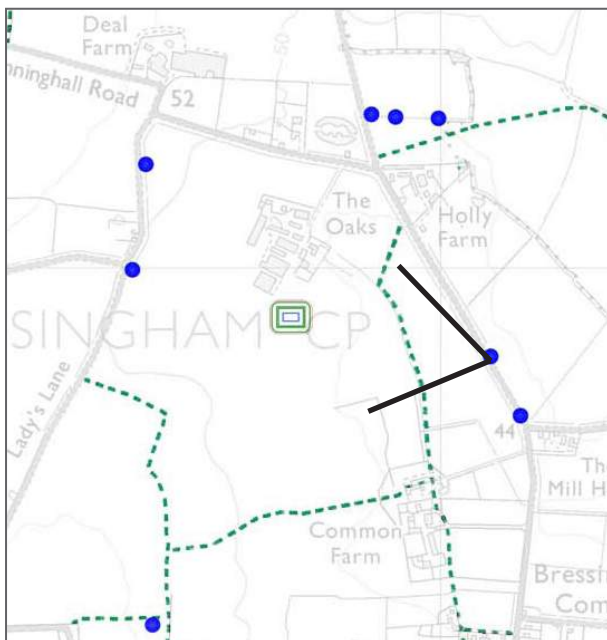 Deal
Farm
nninghall Road
52
60
The
Oaks
Holly
Farm
SINGHAM CP
Lady's Lane
44
Th
Mill H
Common
Farm
Bressi
Com